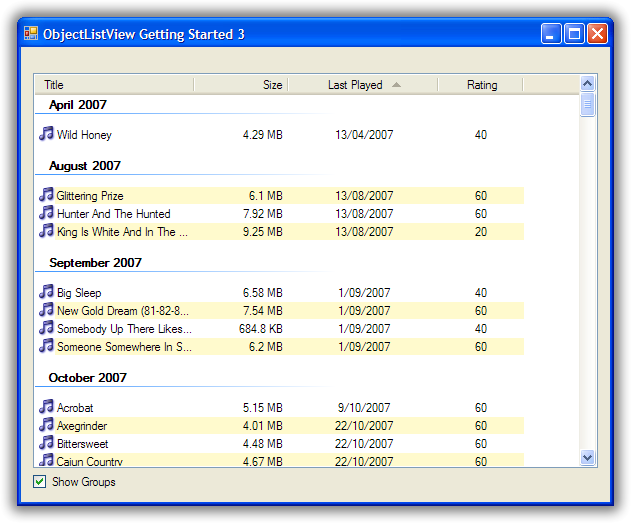 ObjectListView Getting Started 3
Title Size Last Played Rating
April 2007
Wild Honey 4.29 MB 13/04/2007 40
August 2007
Glittering Prize 6.1 MB 13/08/2007 60
Hunter And The Hunted 7.92 MB 13/08/2007 60
King Is White And In The ... 9.25 MB 13/08/2007 20
September 2007
Big Sleep 6.58 MB 1/09/2007 40
New Gold Dream (81-82-8... 7.54 MB 1/09/2007 60
Somebody Up There Likes... 684.8 KB 1/09/2007 40
Someone Somewhere In S... 6.2 MB 1/09/2007 60
October 2007
Acrobat 5.15 MB 9/10/2007 60
Axegrinder 4.01 MB 22/10/2007 60
Bittersweet 4.48 MB 22/10/2007 60
Cajun Country 4.67 MB 22/10/2007 60
Show Groups